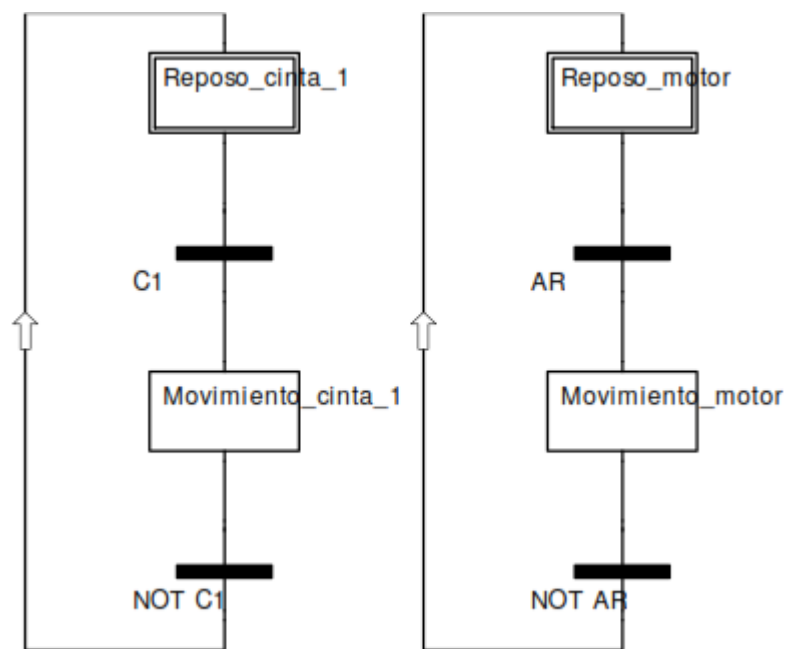 Reposo_cinta_1
C1
Movimiento_cinta_1
NOT C1
Reposo_motor
AR
Movimiento_motor
NOT AR